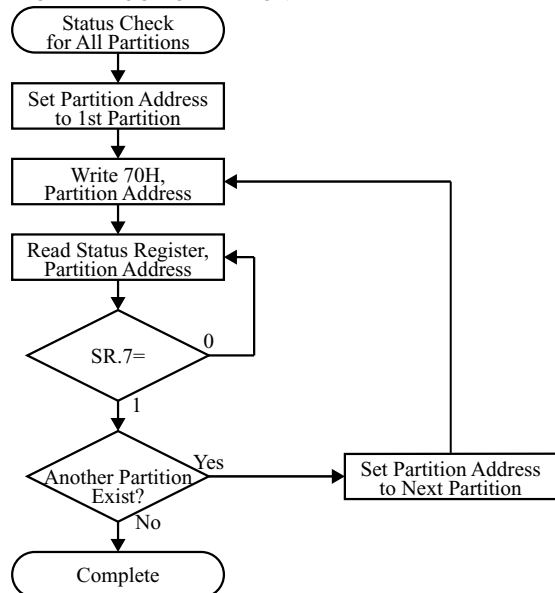 Status Check
for All Partitions
Set Partition Address
to 1st Partition
Write 70H,
Partition Address
Read Status Register,
Partition Address
SR.7=
0
1
Another Partition
Exist?
Yes
Set Partition Address
to Next Partition
No
Complete